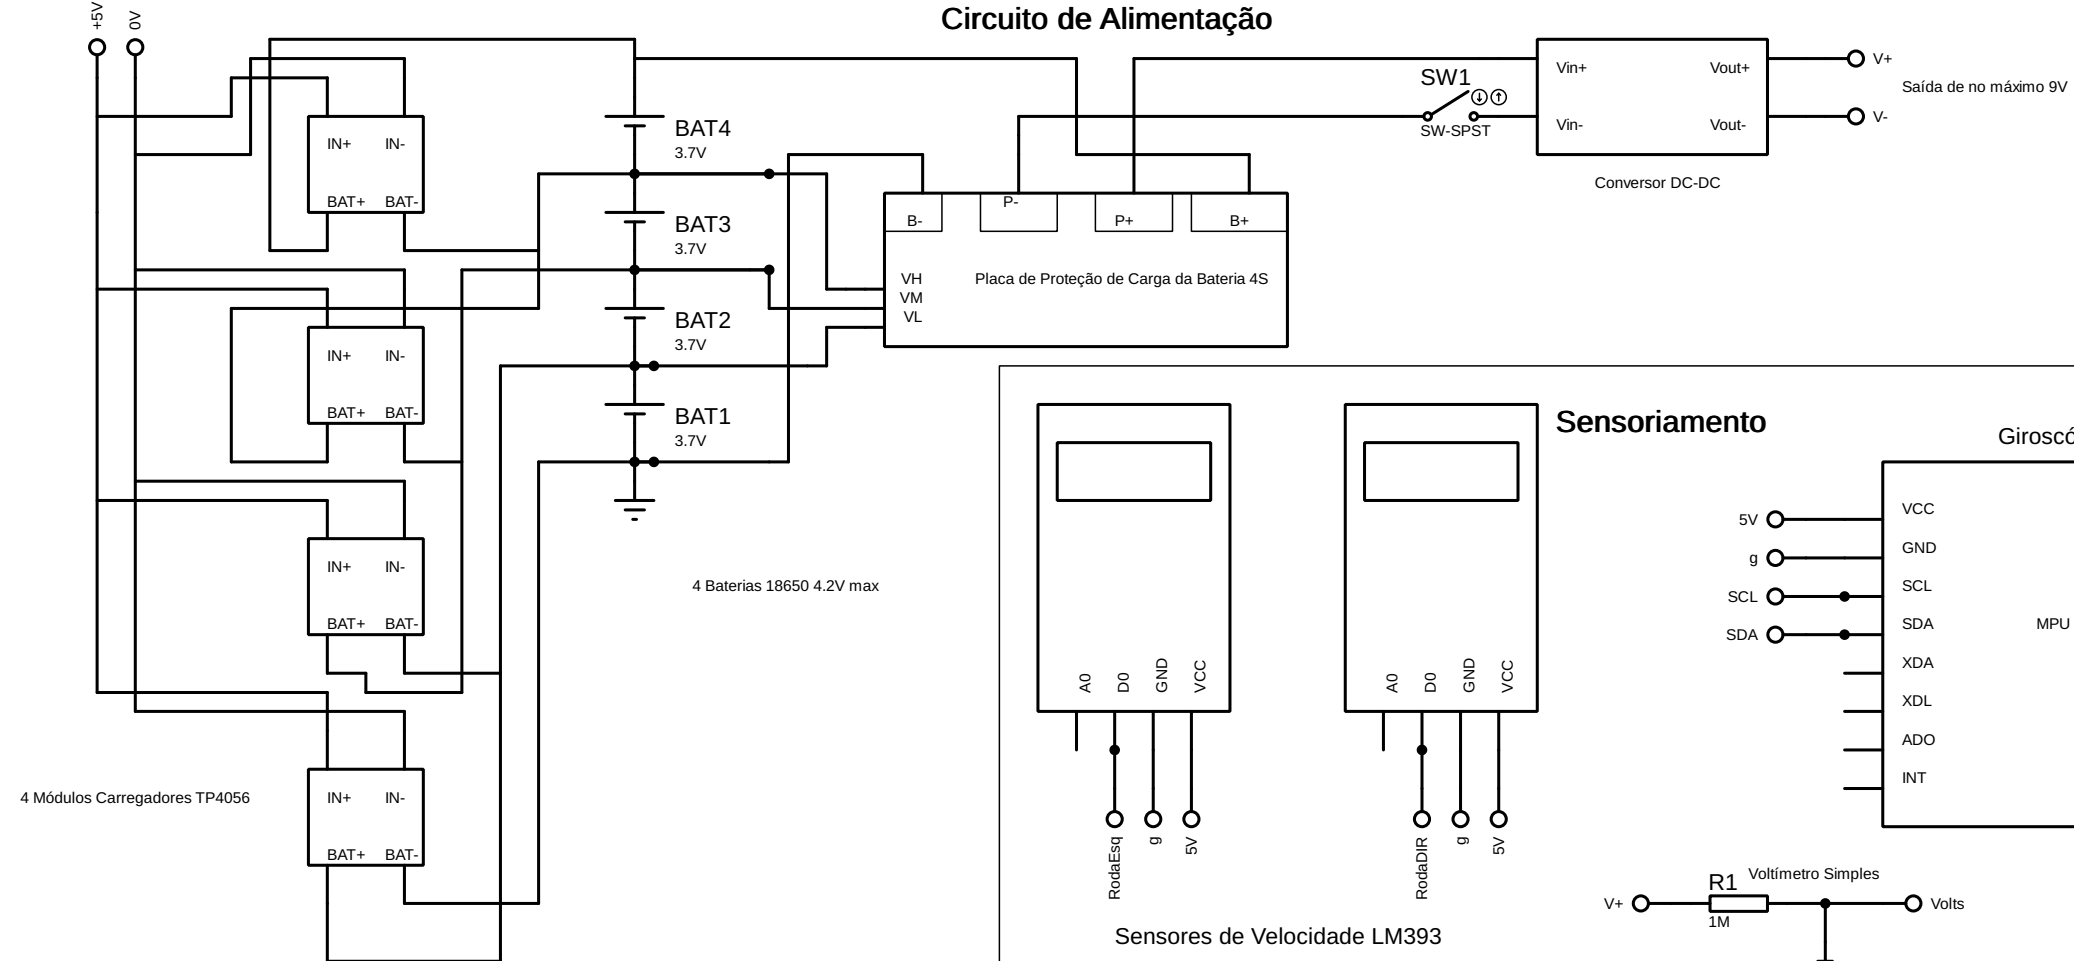 Circuito de Alimentação
+5V
0V
IN+ IN-
BAT+ BAT-
BAT4
3.7V
BAT3
3.7V
BAT2
3.7V
BAT1
3.7V
IN+ IN-
BAT+ BAT-
IN+ IN-
BAT+ BAT-
IN+ IN-
BAT+ BAT-
4 Módulos Carregadores TP4056
4 Baterias 18650 4.2V max
B-
P-
P+
B+
VH
VM
VL
Placa de Proteção de Carga da Bateria 4S
SW1
SW-SPST
Vin+ Vout+
Vin- Vout-
Conversor DC-DC
V+
V-
Saída de no máximo 9V
Sensoriamento
A0
D0
GND
VCC
RodaEsq
g
5V
A0
D0
GND
VCC
RodaDIR
g
5V
Sensores de Velocidade LM393
Giroscó
5V
g
SCL
SDA
VCC
GND
SCL
SDA
XDA
XDL
ADO
INT
MPU
Voltímetro Simples
V+
R1
1M
Volts